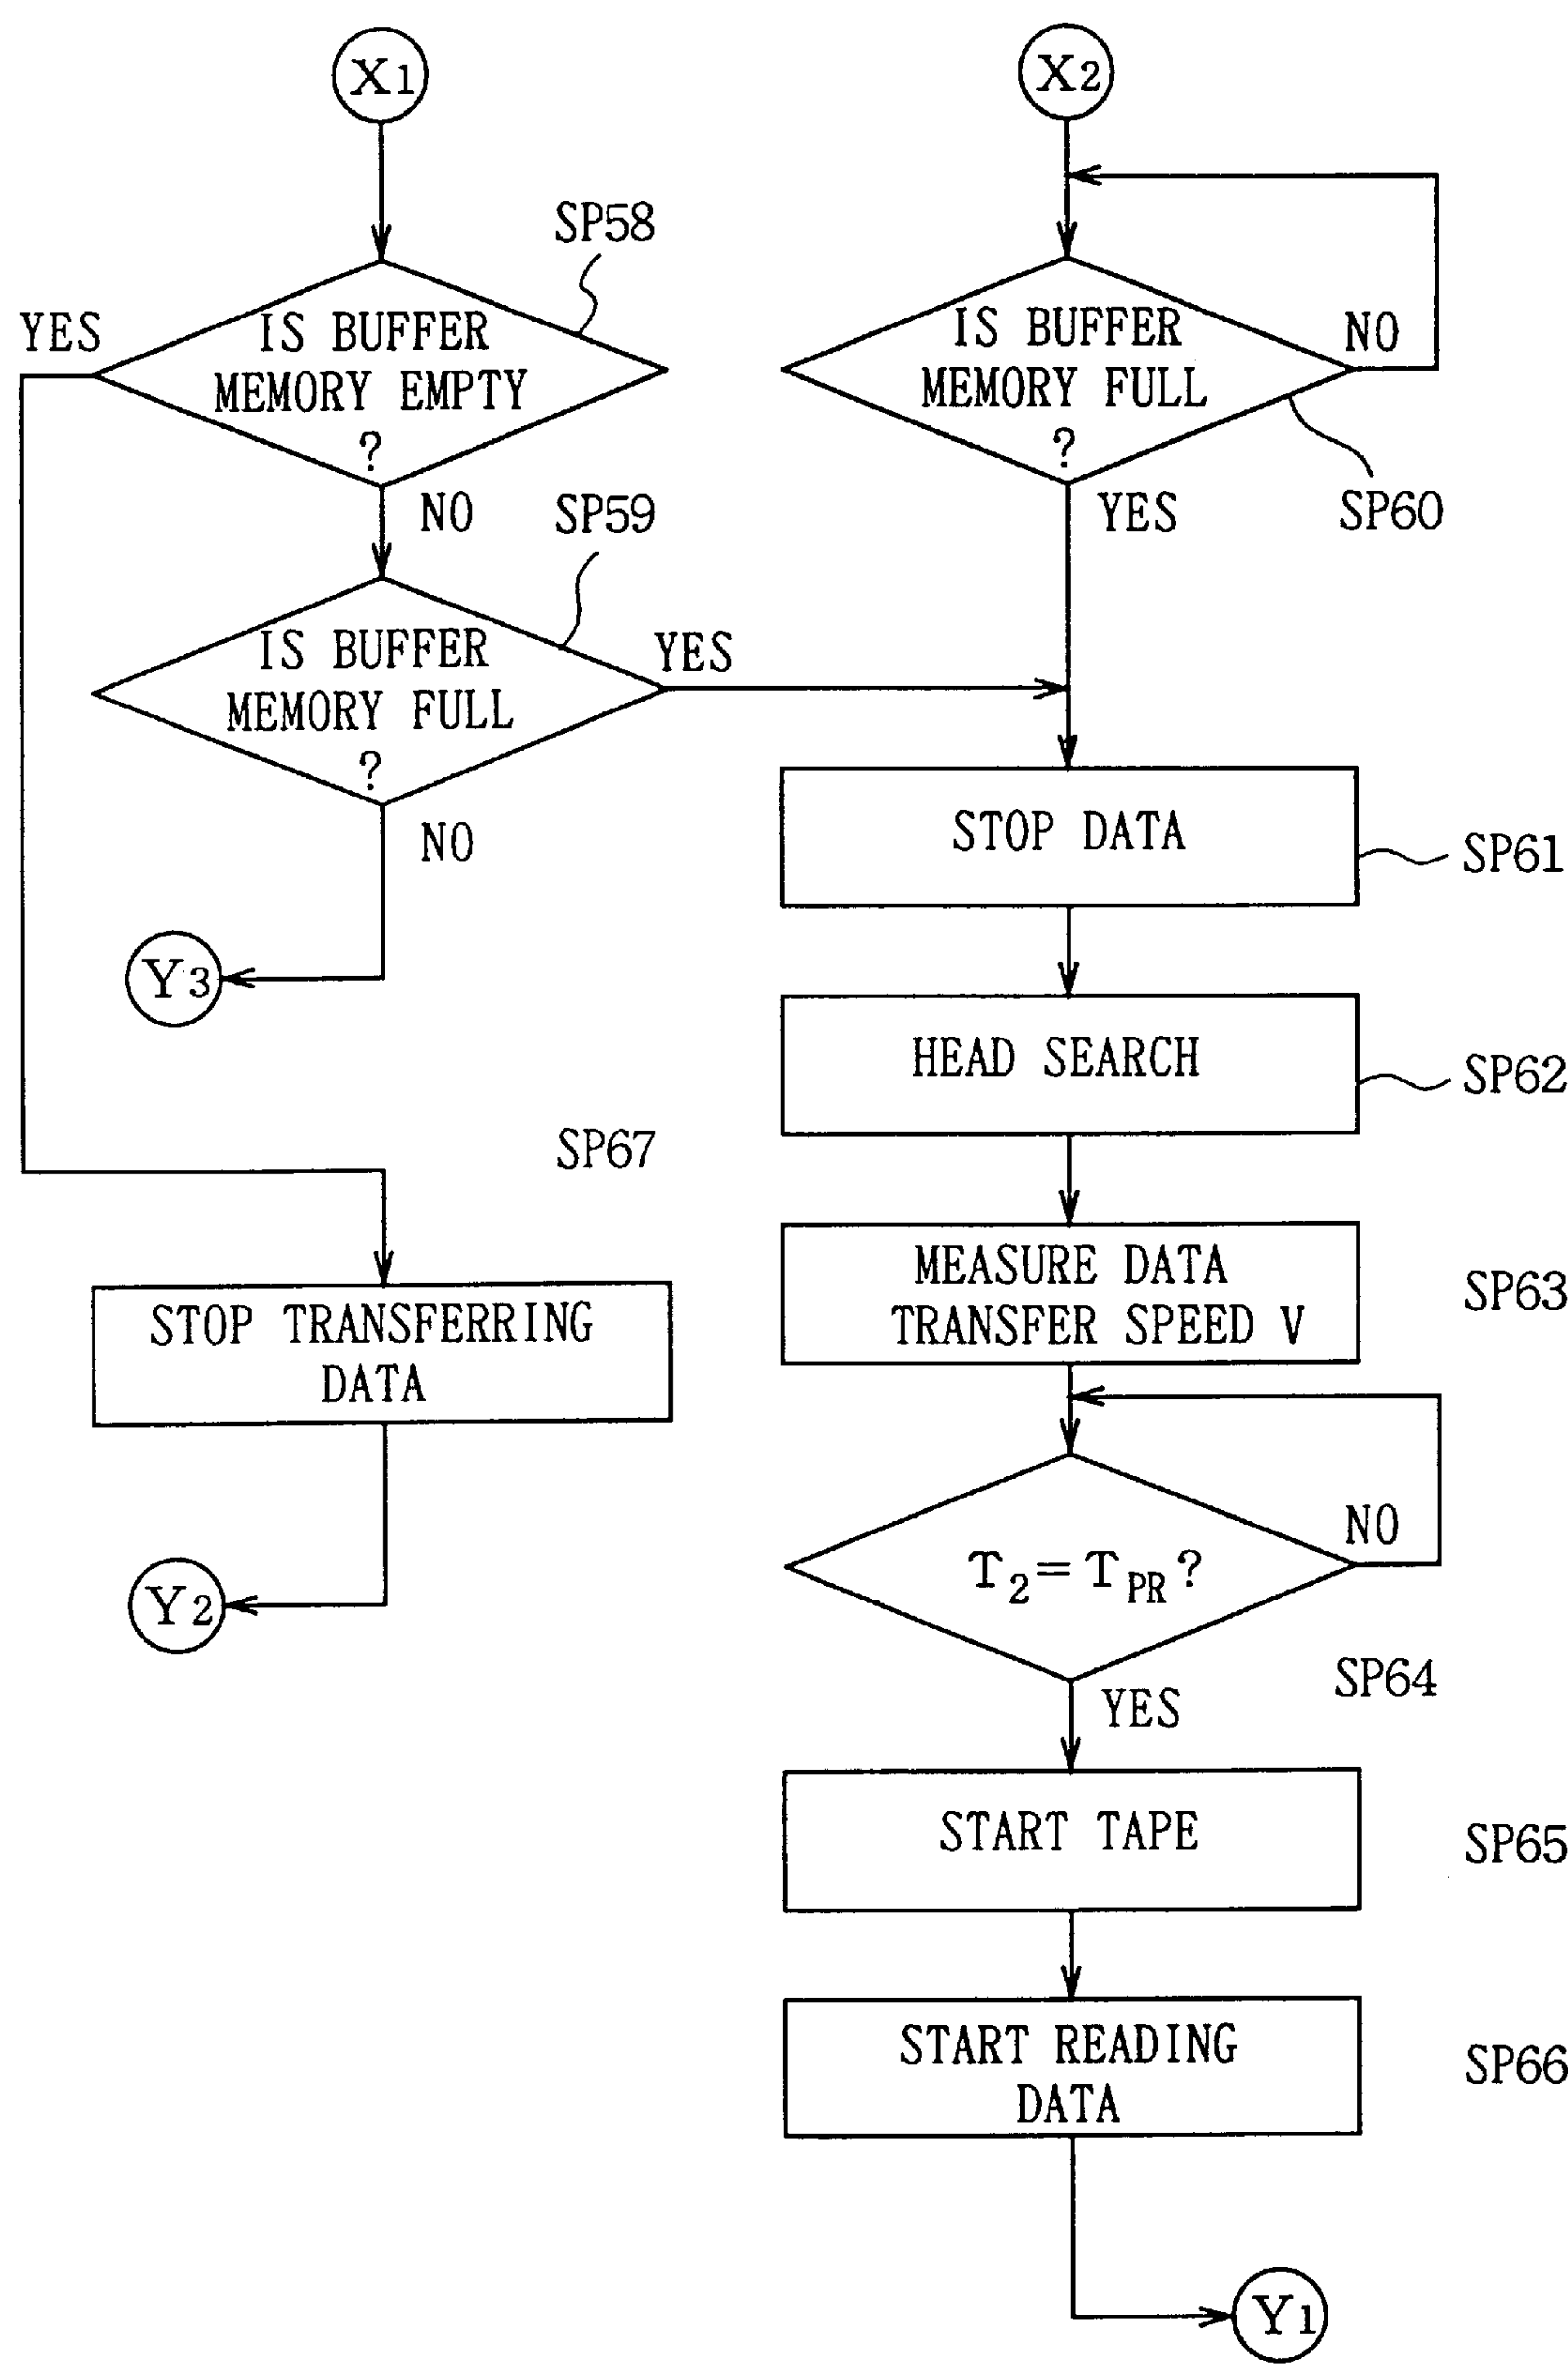 X1
SP58
YES
IS BUFFER
MEMORY EMPTY
?
NO
SP59
IS BUFFER
MEMORY FULL
?
YES
NO
Y3
SP67
STOP TRANSFERRING
DATA
Y2
X2
IS BUFFER
MEMORY FULL
?
NO
SP60
YES
STOP DATA
SP61
HEAD SEARCH
SP62
MEASURE DATA
TRANSFER SPEED V
SP63
T2=TPR?
NO
SP64
YES
START TAPE
SP65
START READING
DATA
SP66
Y1